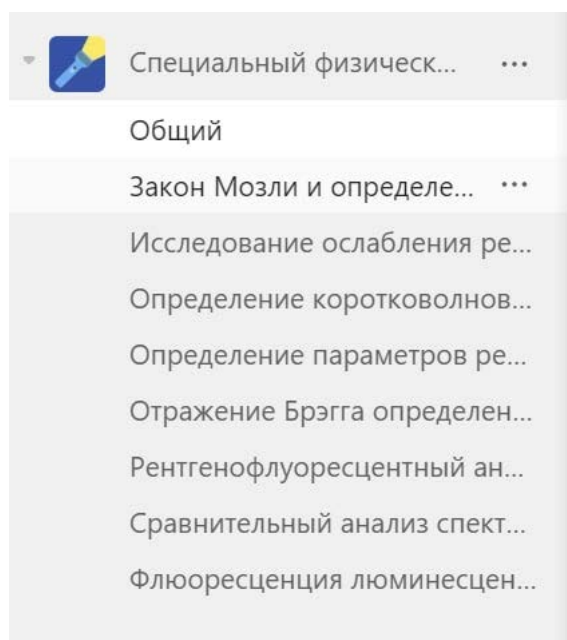 Специальный физическ... ...
Общий
Закон Мозли и определе... ...
Исследование ослабления ре...
Определение коротковолнов...
Определение параметров ре...
Отражение Брэгга определен...
Рентгенофлуоресцентный ан...
Сравнительный анализ спект...
Флюоресценция люминесцен...